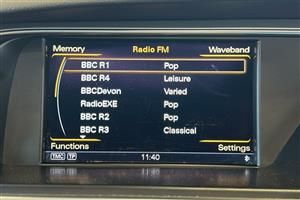 Memory Radio FM Waveband
BBC R1 Pop
BBC R4 Leisure
BBCDevon Varied
RadioEXE Pop
BBC R2 Pop
BBC R3 Classical
Functions Settings
TMC TP 11:40